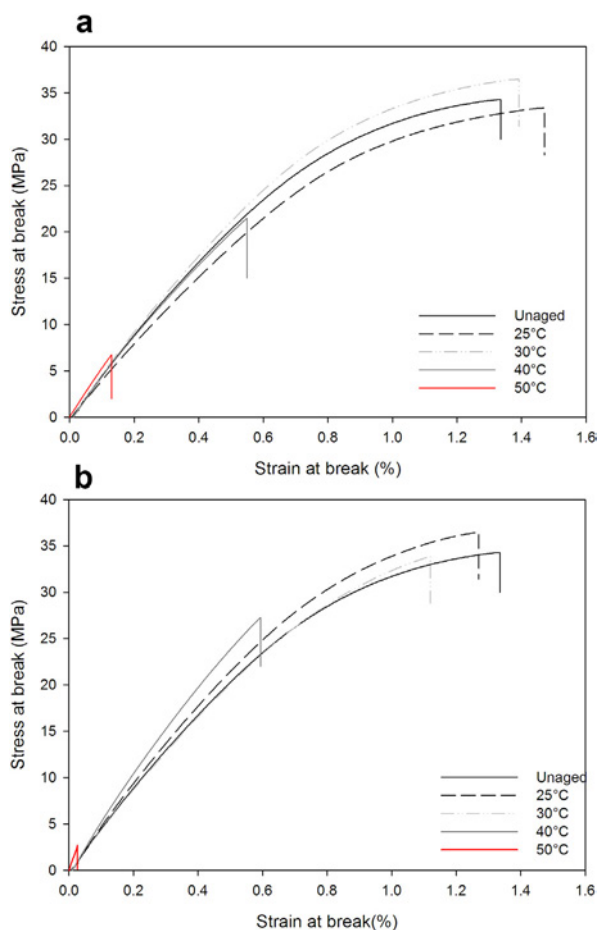 a
40
35
30
25
20
15
10
5
0
Stress at break (MPa)
Unaged
25°C
30°C
40°C
50°C
0.0 0.2 0.4 0.6 0.8 1.0 1.2 1.4 1.6
Strain at break (%)
b
40
35
30
25
20
15
10
5
0
Stress at break (MPa)
Unaged
25°C
30°C
40°C
50°C
0.0 0.2 0.4 0.6 0.8 1.0 1.2 1.4 1.6
Strain at break(%)